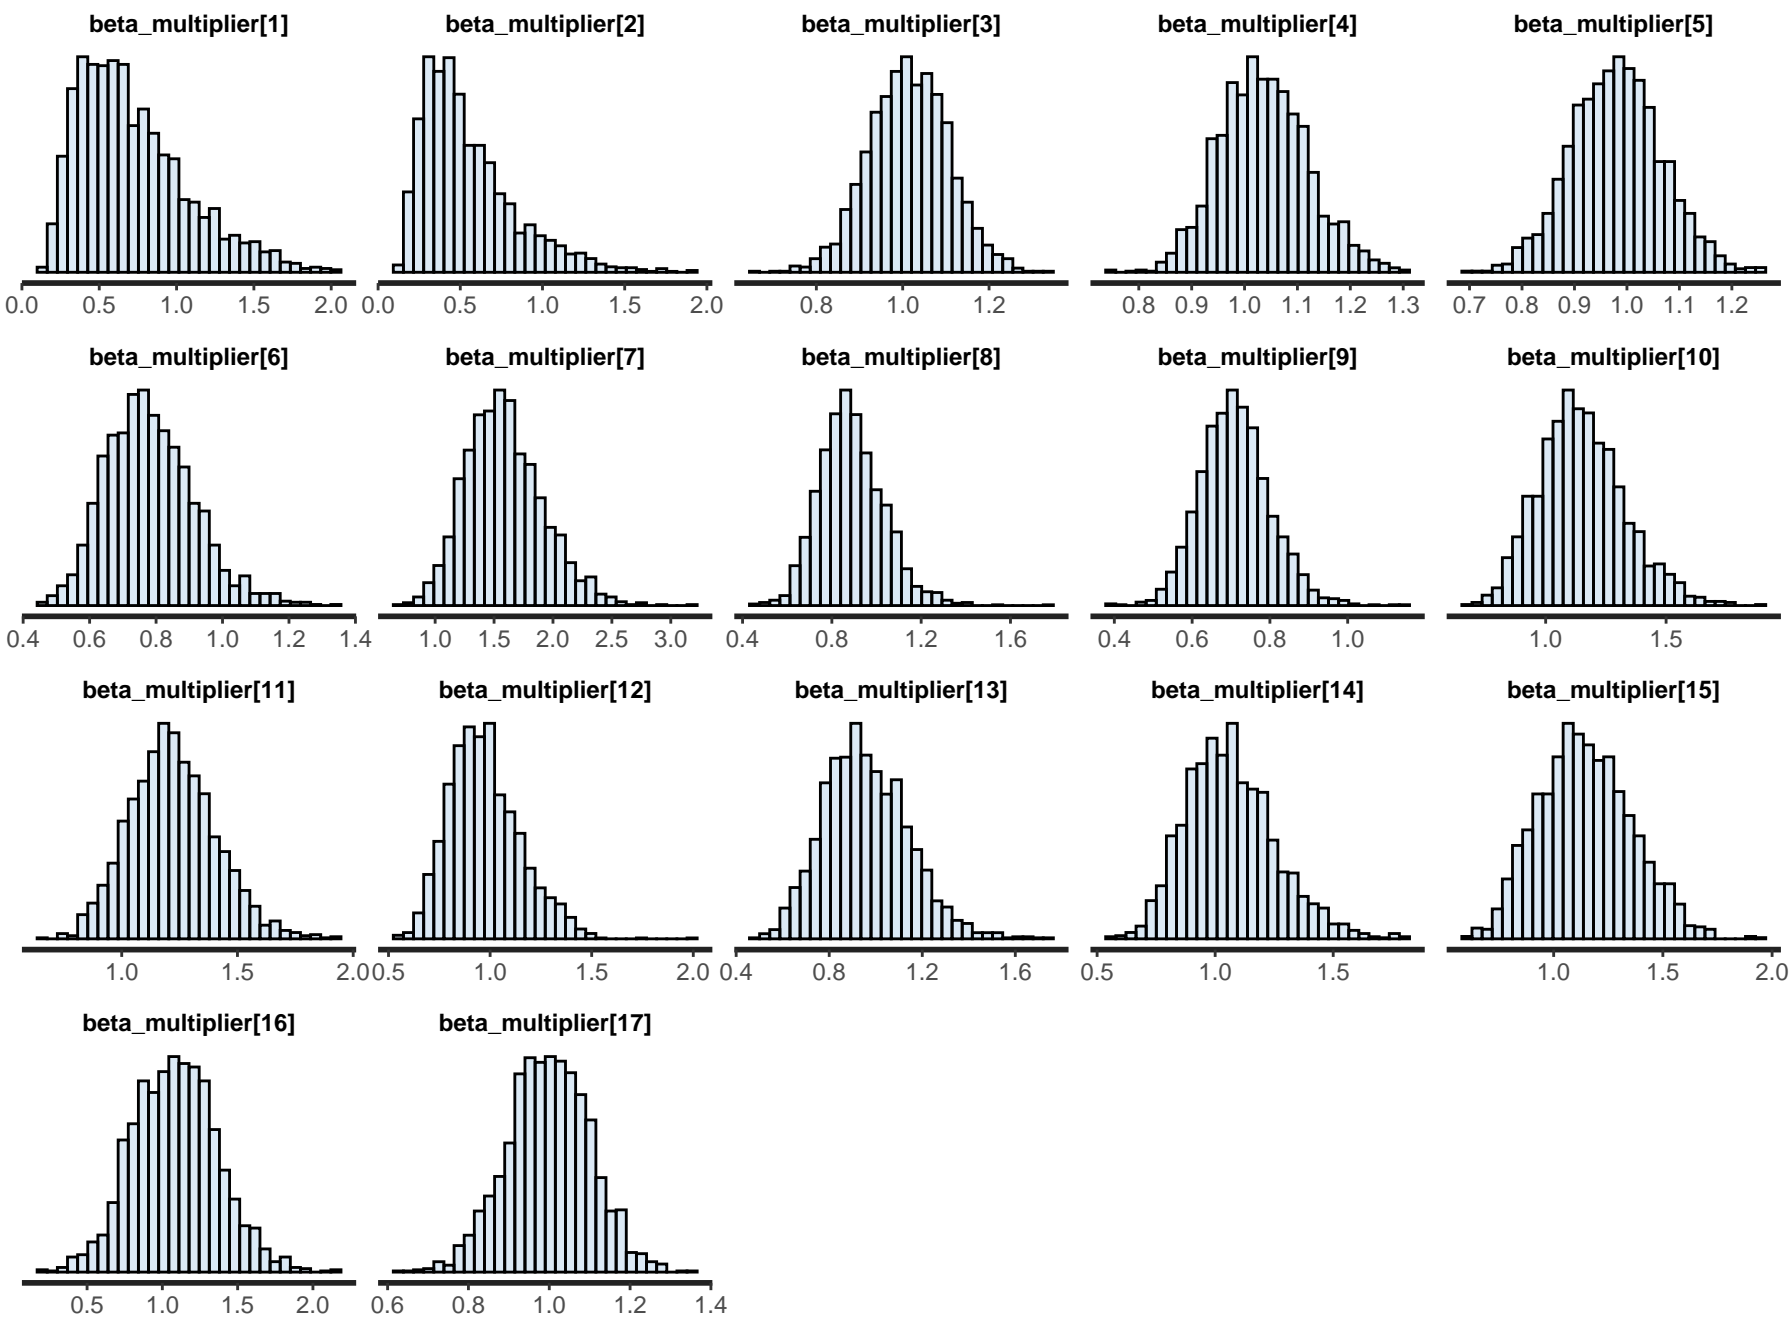 beta_multiplier[1] beta_multiplier[2] beta_multiplier[3] beta_multiplier[4] beta_multiplier[5]
0.0 0.5 1.0 1.5 2.0 0.0 0.5 1.0 1.5 2.0 0.8 1.0 1.2 0.8 0.9 1.0 1.1 1.2 1.3 0.7 0.8 0.9 1.0 1.1 1.2
beta_multiplier[6] beta_multiplier[7] beta_multiplier[8] beta_multiplier[9] beta_multiplier[10]
0.4 0.6 0.8 1.0 1.2 1.4 1.0 1.5 2.0 2.5 3.0 0.4 0.8 1.2 1.6 0.4 0.6 0.8 1.0 1.0 1.5
beta_multiplier[11] beta_multiplier[12] beta_multiplier[13] beta_multiplier[14] beta_multiplier[15]
1.0 1.5 2.0 0.5 1.0 1.5 2.0 0.4 0.8 1.2 1.6 0.5 1.0 1.5 1.0 1.5 2.0
beta_multiplier[16] beta_multiplier[17]
0.5 1.0 1.5 2.0 0.6 0.8 1.0 1.2 1.4